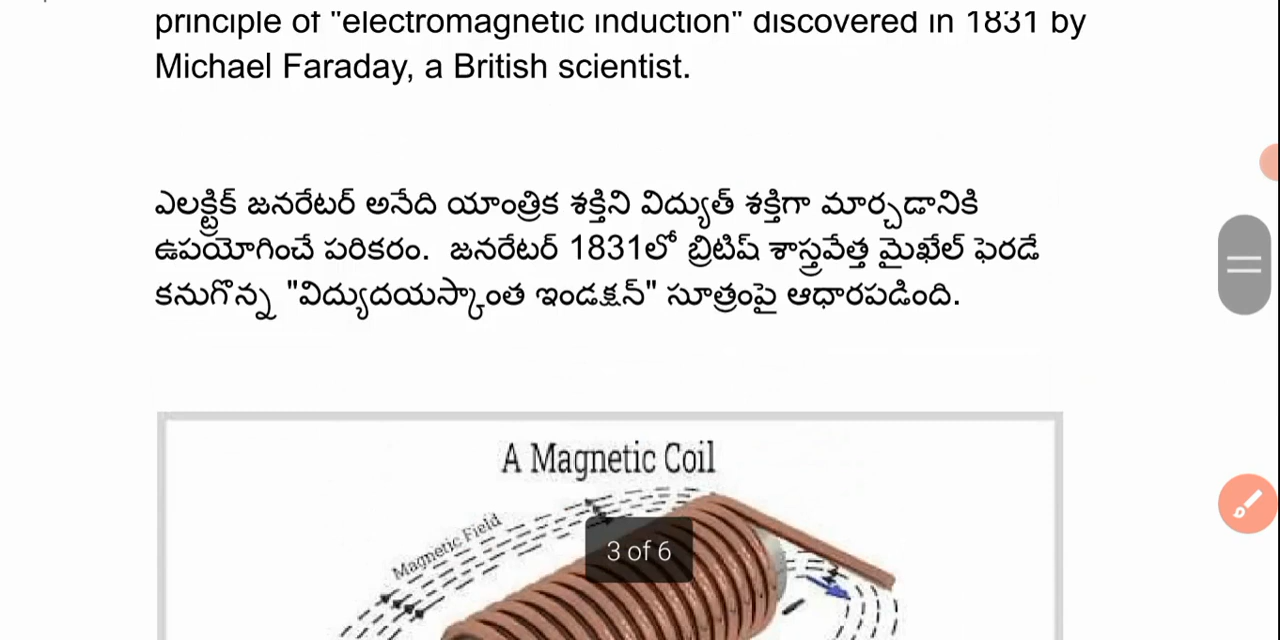 principle of "electromagnetic induction" discovered in 1831 by
Michael Faraday, a British scientist.
ఎలక్ట్రిక్ జనరేటర్ అనేది యాంత్రిక శక్తిని విద్యుత్ శక్తిగా మార్చడానికి
ఉపయోగించే పరికరం. జనరేటర్ 1831లో బ్రిటిష్ శాస్త్రవేత్త మైఖేల్ ఫెరడే
కనుగొన్న "విద్యుదయస్కాంత ఇండక్షన్" సూత్రంపై ఆధారపడింది.
A Magnetic Coil
Magnetic Field
3 of 6